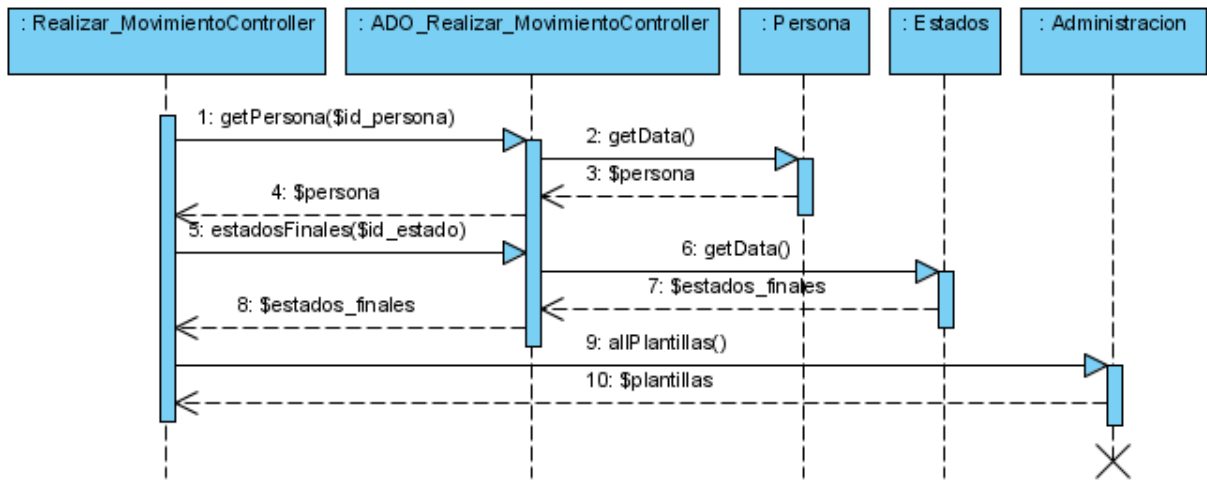 : Realizar_MovimientoController
: ADO_Realizar_MovimientoController
: Persona
: Estados
: Administracion
1: getPersona($id_persona)
2: getData()
3: $persona
4: $persona
5: estadosFinales($id_estado)
6: getData()
7: $estados_finales
8: $estados_finales
9: allPlantillas()
10: $plantillas